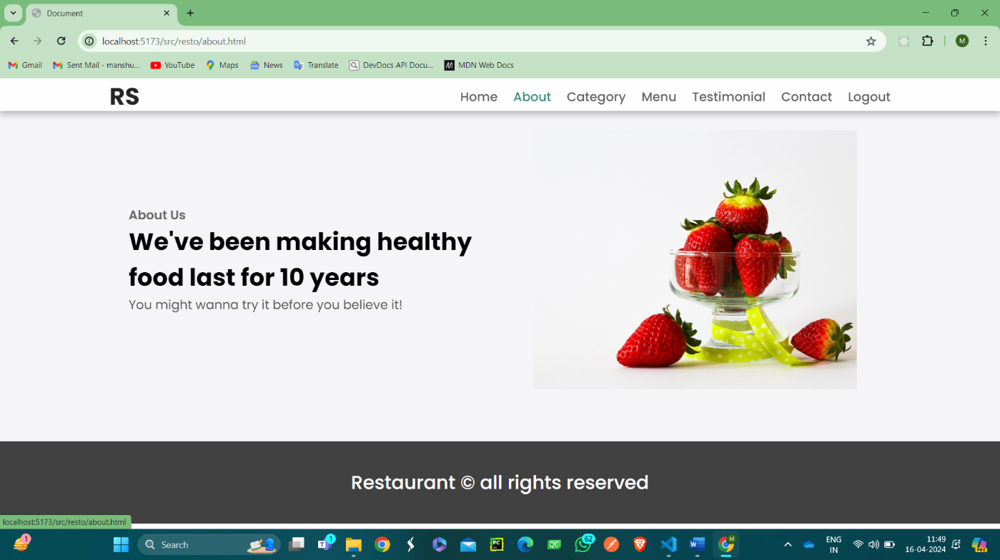 Document
localhost:5173/src/resto/about.html
M
Gmail
Sent Mail - manshu...
YouTube
Maps
News
Translate
DevDocs API Docu...
MDN Web Docs
RS
Home
About
Category
Menu
Testimonial
Contact
Logout
About Us
We've been making healthy
food last for 10 years
You might wanna try it before you believe it!
Restaurant © all rights reserved
localhost:5173/src/resto/about.html
1
Search
1
PC
QC
62
W
M
ENG
IN
11:49
16-04-2024
PRE